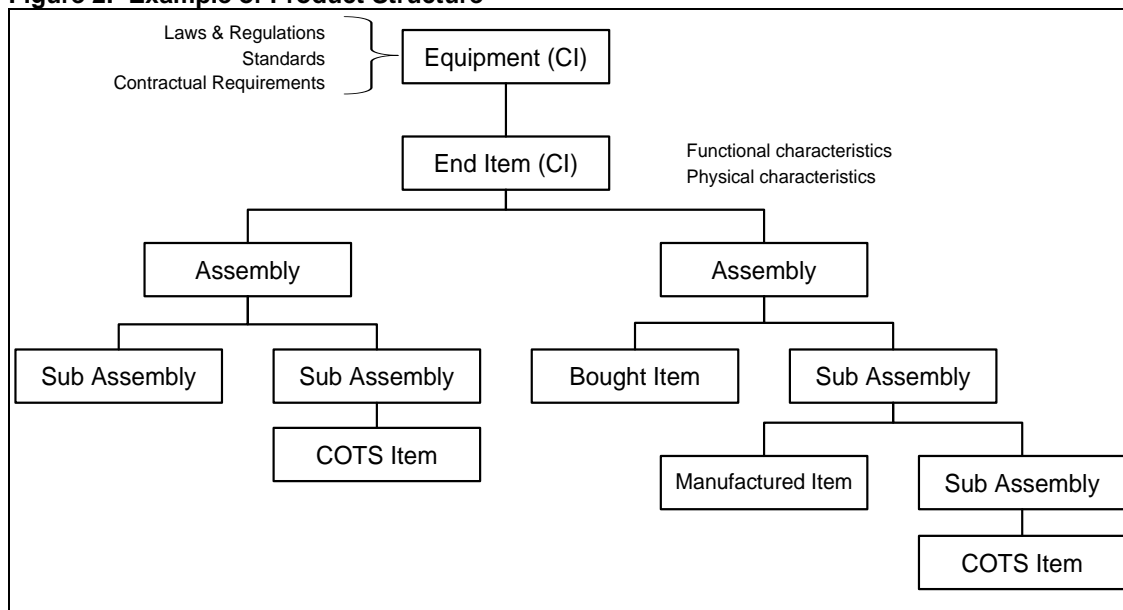 Figure 2. Example of Product Structure
Laws & Regulations
Standards
Contractual Requirements
Equipment (CI)
End Item (CI)
Functional characteristics
Physical characteristics
Assembly
Assembly
Sub Assembly
Sub Assembly
Bought Item
Sub Assembly
COTS Item
Manufactured Item
Sub Assembly
COTS Item